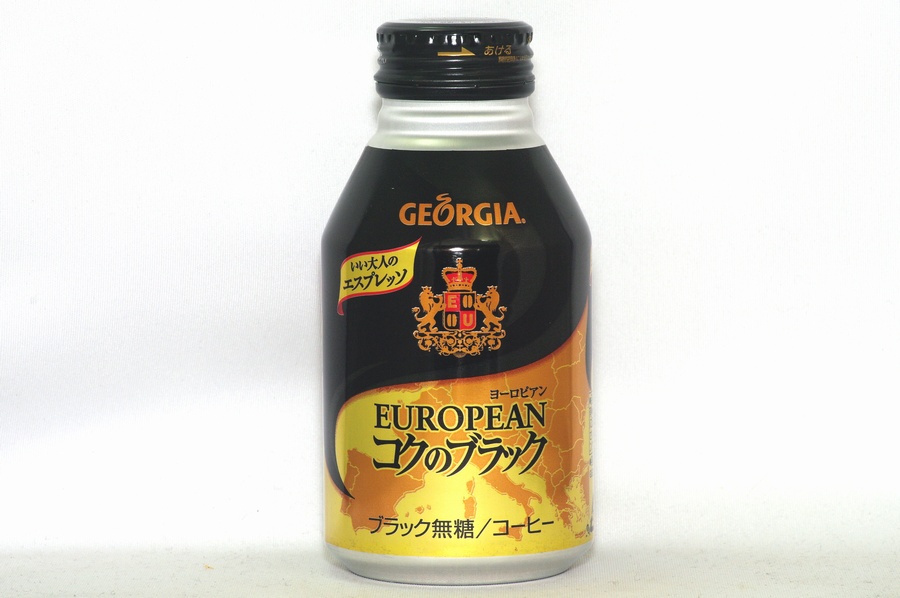 あける
GEORGIA®
いい大人の
エスプレッソ
E
U
ヨーロピアン
EUROPEAN
コクのブラック
ブラック無糖/コーヒー